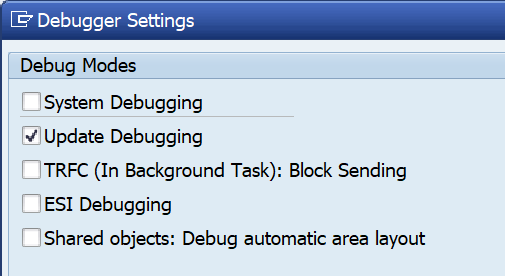 Debugger Settings
Debug Modes
System Debugging
Update Debugging
TRFC (In Background Task): Block Sending
ESI Debugging
Shared objects: Debug automatic area layout